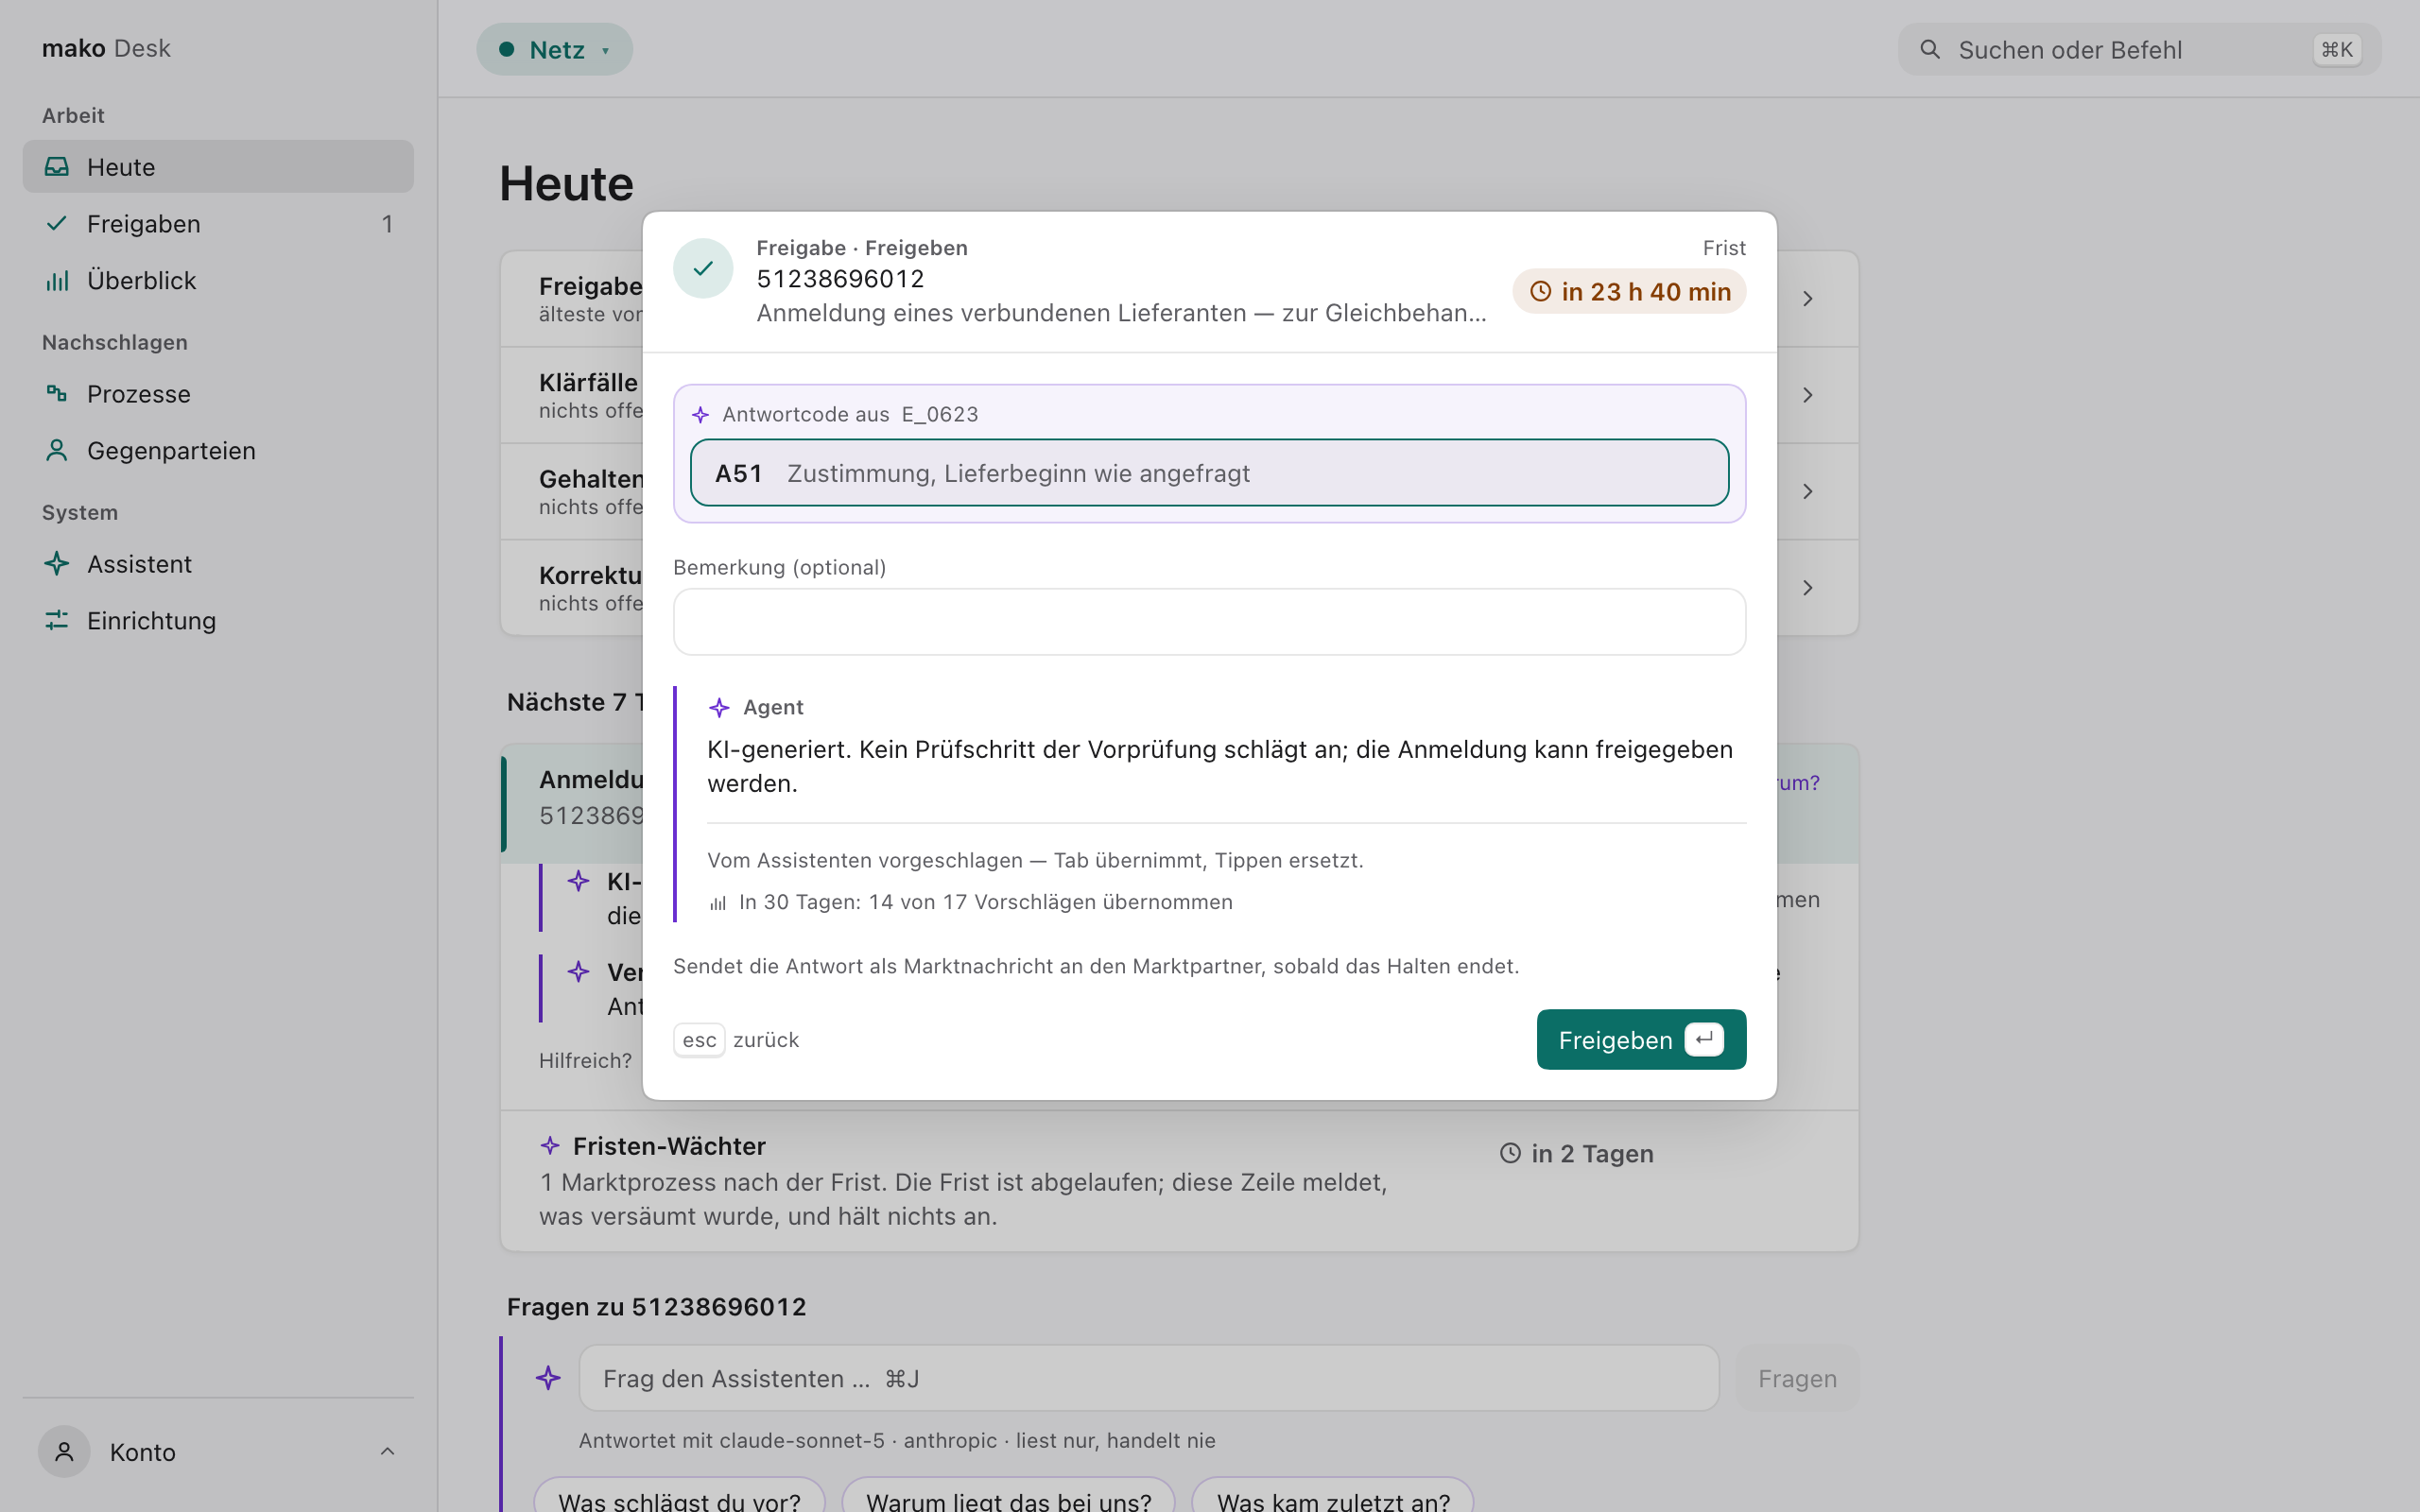 mako Desk
Arbeit
Heute
Freigaben 1
Überblick
Nachschlagen
Prozesse
Gegenparteien
System
Assistent
Einrichtung
Konto
Netz
Suchen oder Befehl ⌘K
Heute
Freigabe
älteste vor
Klärfälle
nichts offe
Gehalten
nichts offe
Korrektu
nichts offe
Nächste 7 T
Anmeldu
5123869
rum?
KI-
die
men
Ver
Ant
e
Hilfreich?
Freigabe · Freigeben
51238696012
Anmeldung eines verbundenen Lieferanten — zur Gleichbehan...
Frist
in 23 h 40 min
Antwortcode aus E_0623
A51 Zustimmung, Lieferbeginn wie angefragt
Bemerkung (optional)
Agent
KI-generiert. Kein Prüfschritt der Vorprüfung schlägt an; die Anmeldung kann freigegeben
werden.
Vom Assistenten vorgeschlagen — Tab übernimmt, Tippen ersetzt.
In 30 Tagen: 14 von 17 Vorschlägen übernommen
Sendet die Antwort als Marktnachricht an den Marktpartner, sobald das Halten endet.
esc zurück
Freigeben
Fristen-Wächter
in 2 Tagen
1 Marktprozess nach der Frist. Die Frist ist abgelaufen; diese Zeile meldet,
was versäumt wurde, und hält nichts an.
Fragen zu 51238696012
Frag den Assistenten ... ⌘J
Fragen
Antwortet mit claude-sonnet-5 · anthropic · liest nur, handelt nie
Was schlägst du vor?
Warum liegt das bei uns?
Was kam zuletzt an?